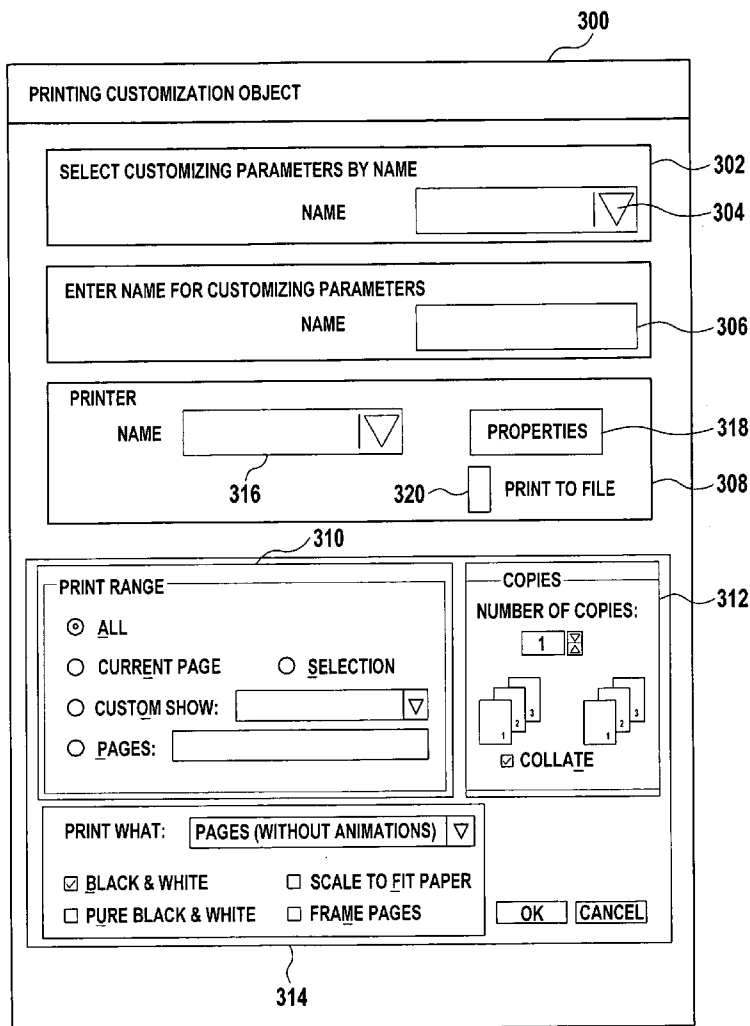 300
PRINTING CUSTOMIZATION OBJECT
SELECT CUSTOMIZING PARAMETERS BY NAME
302
NAME
304
ENTER NAME FOR CUSTOMIZING PARAMETERS
NAME
306
PRINTER
NAME
PROPERTIES
318
316
320
PRINT TO FILE
308
310
PRINT RANGE
COPIES
312
ALL
NUMBER OF COPIES:
1
CURRENT PAGE
SELECTION
CUSTOM SHOW:
1 2 3
1 2 3
PAGES:
COLLATE
PRINT WHAT:
PAGES (WITHOUT ANIMATIONS)
BLACK & WHITE
SCALE TO FIT PAPER
PURE BLACK & WHITE
FRAME PAGES
OK
CANCEL
314